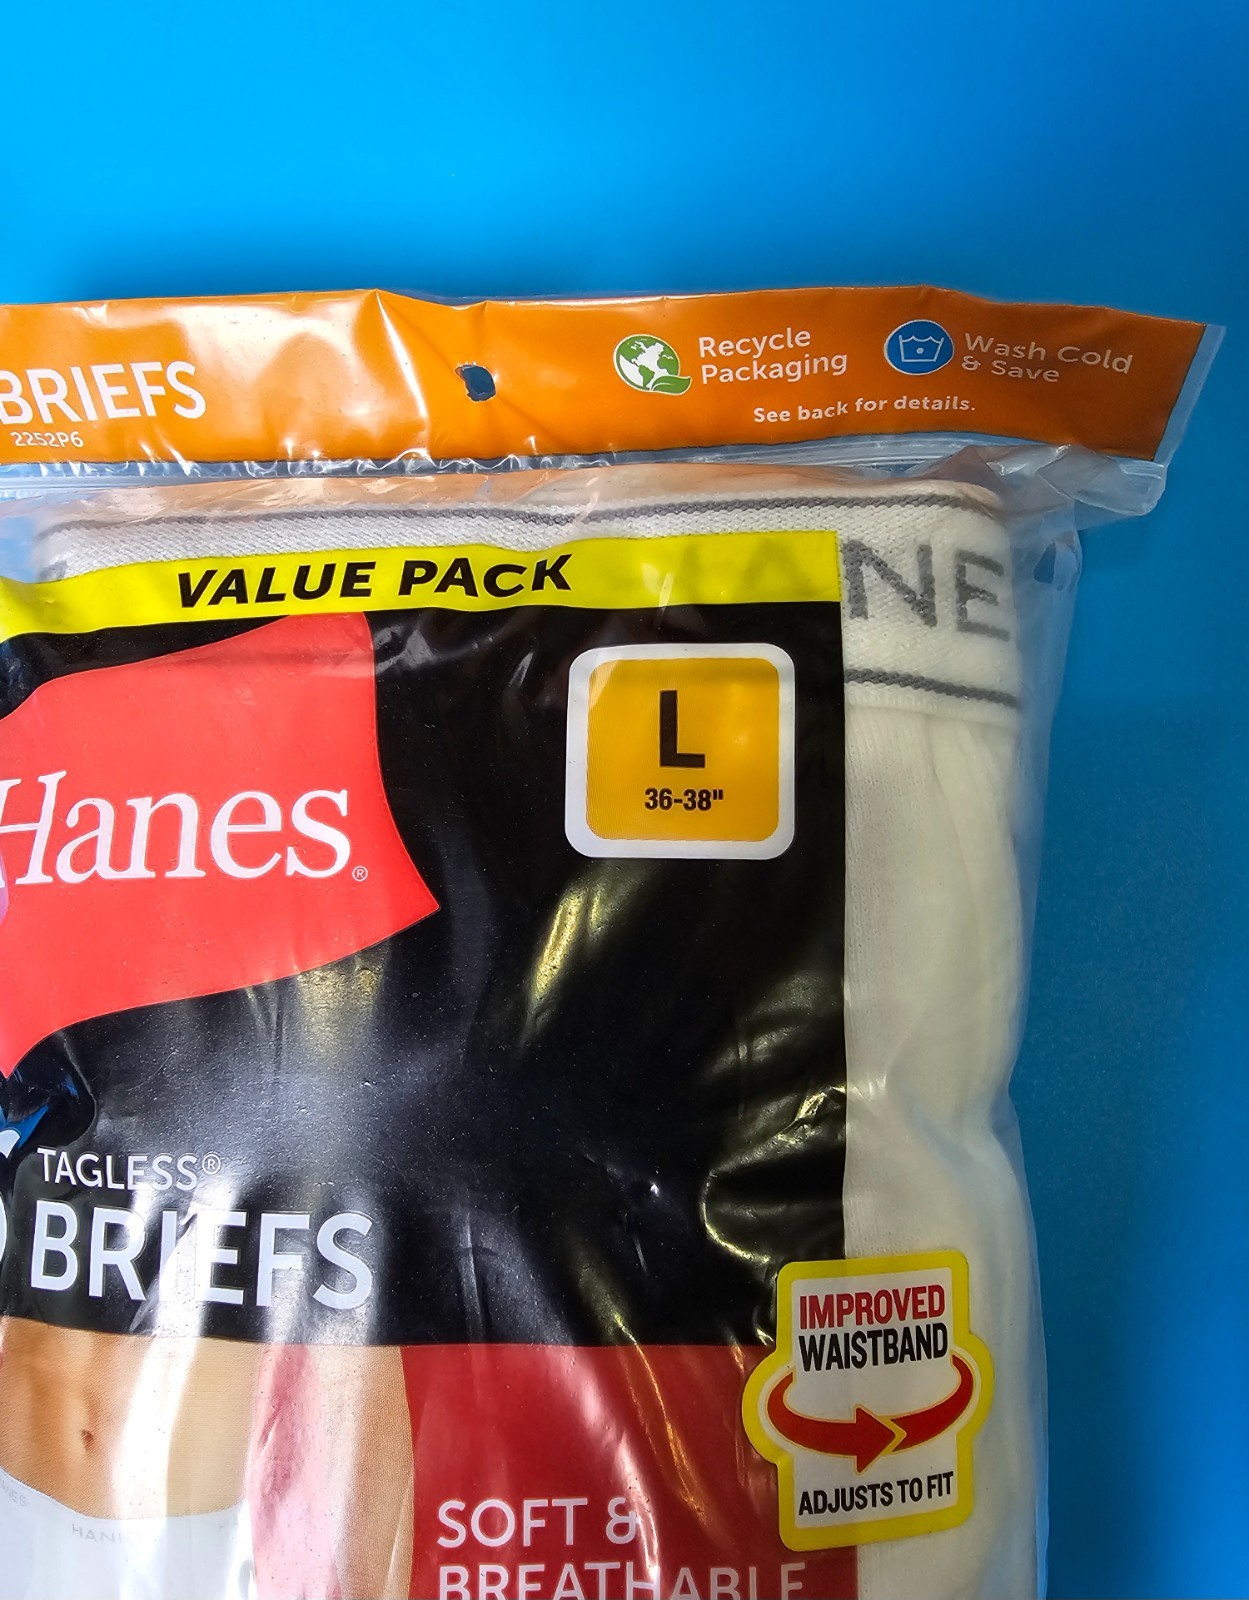 BRIEFS
2252P6
Recycle
Packaging
Wash Cold
& Save
See back for details.
NE
VALUE PACK
L
36-38"
Hanes®
TAGLESS®
BRIEFS
IMPROVED
WAISTBAND
ADJUSTS TO FIT
SOFT &
BREATHABLE